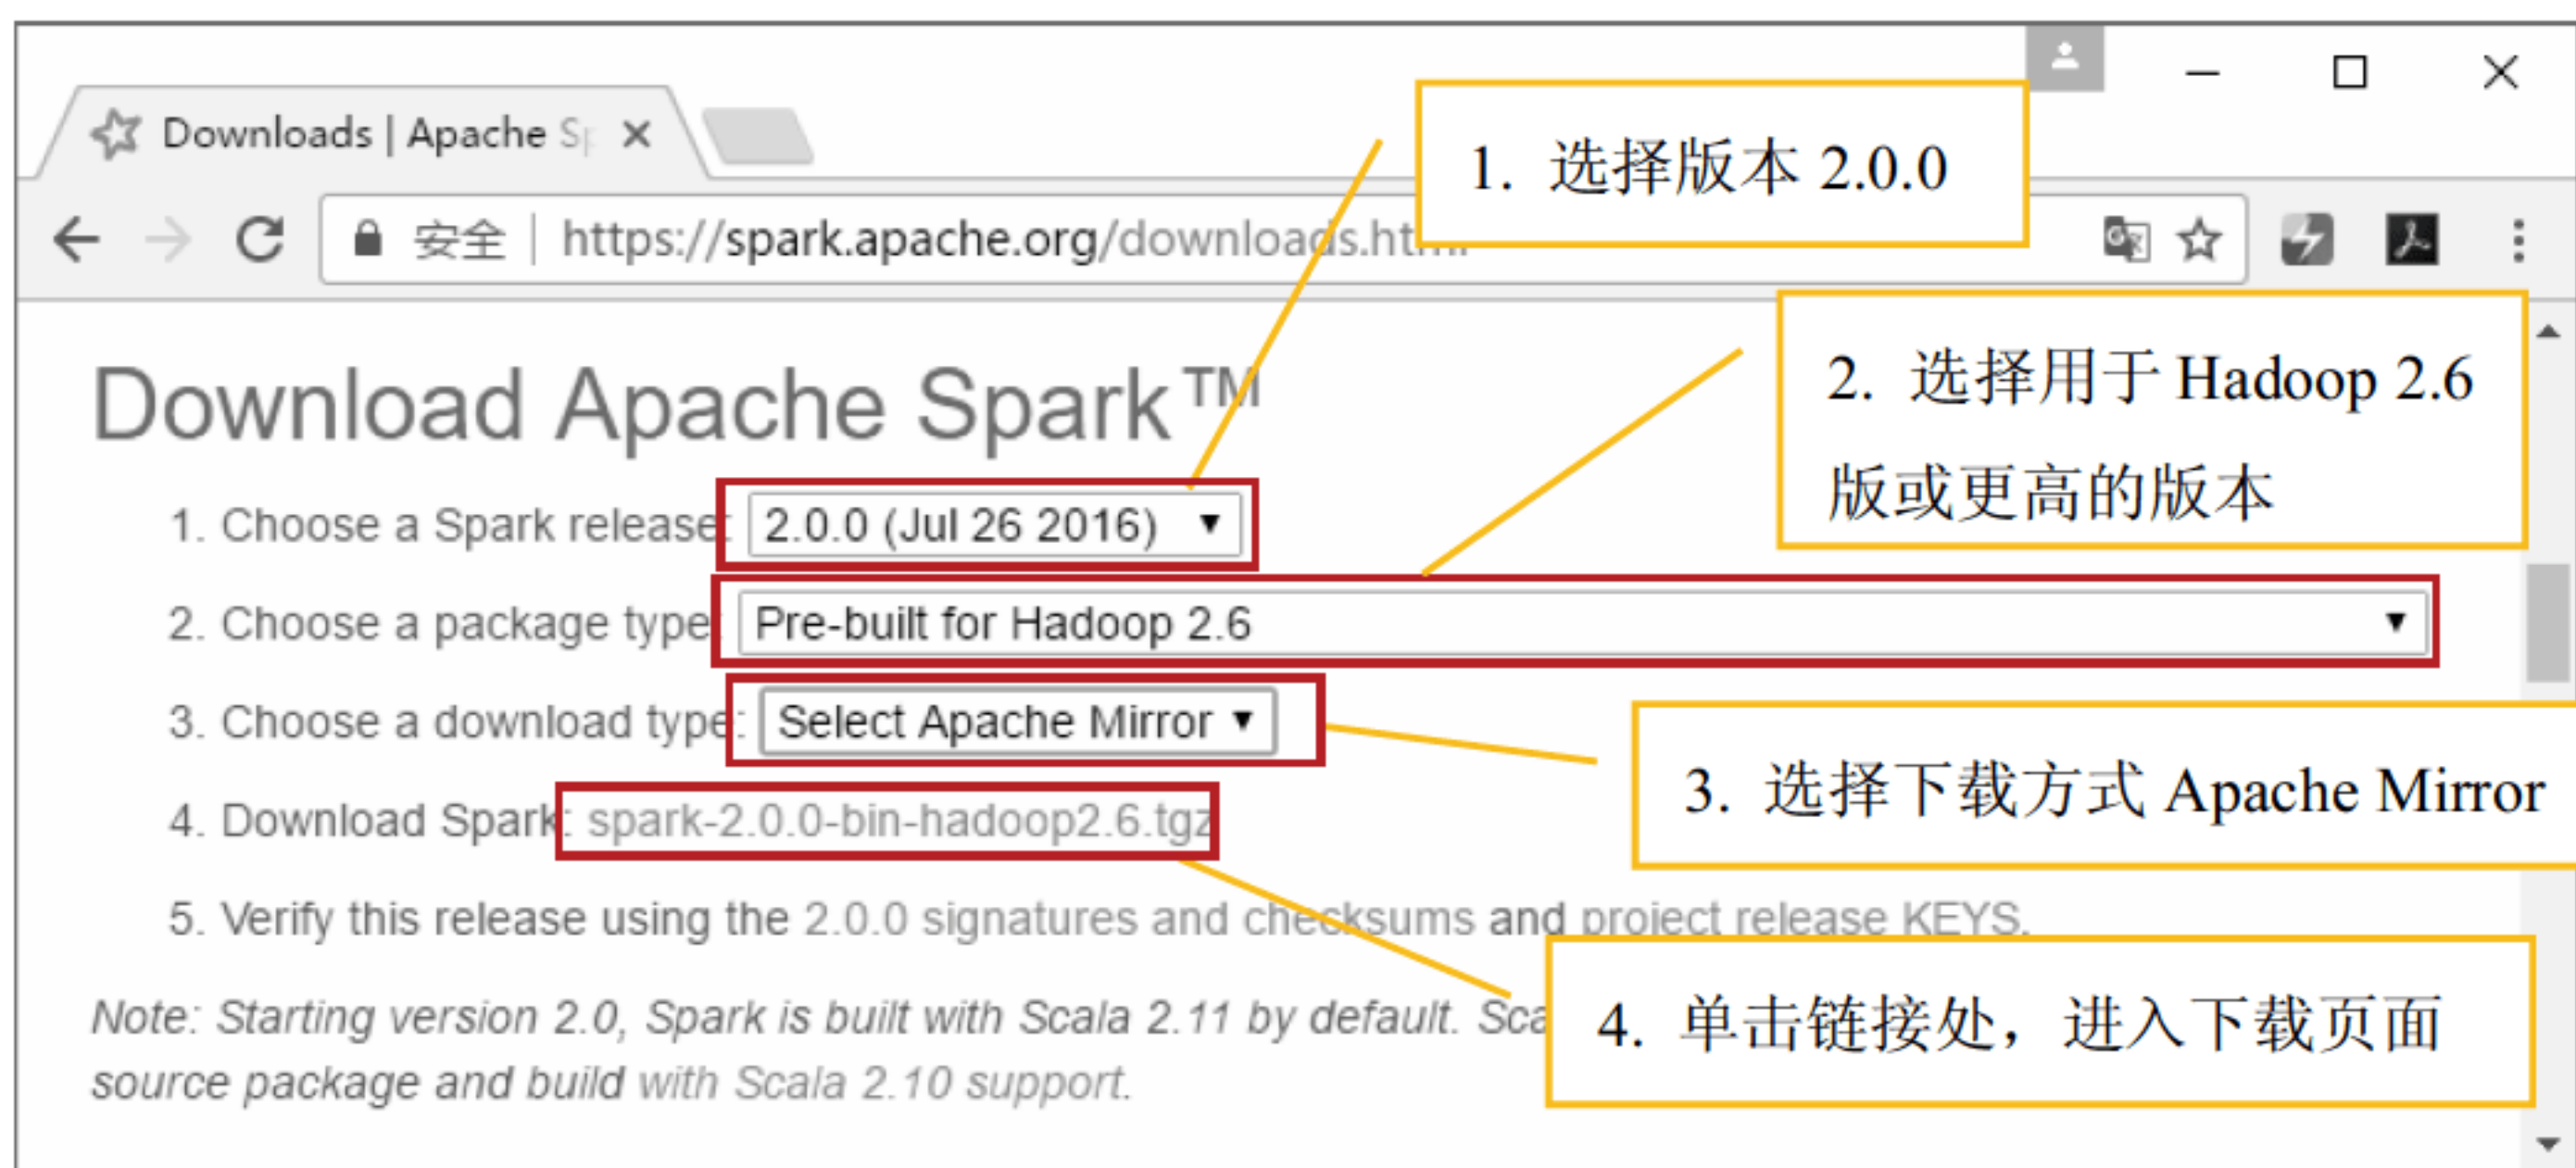 Downloads | Apache Sp
1. 选择版本 2.0.0
安全 | https://spark.apache.org/downloads.html
2. 选择用于 Hadoop 2.6
版或更高的版本
Download Apache Spark™
1. Choose a Spark release: 2.0.0 (Jul 26 2016)
2. Choose a package type: Pre-built for Hadoop 2.6
3. Choose a download type: Select Apache Mirror
3. 选择下载方式 Apache Mirror
4. Download Spark: spark-2.0.0-bin-hadoop2.6.tgz
5. Verify this release using the 2.0.0 signatures and checksums and project release KEYS.
4. 单击链接处，进入下载页面
Note: Starting version 2.0, Spark is built with Scala 2.11 by default. Sca
source package and build with Scala 2.10 support.